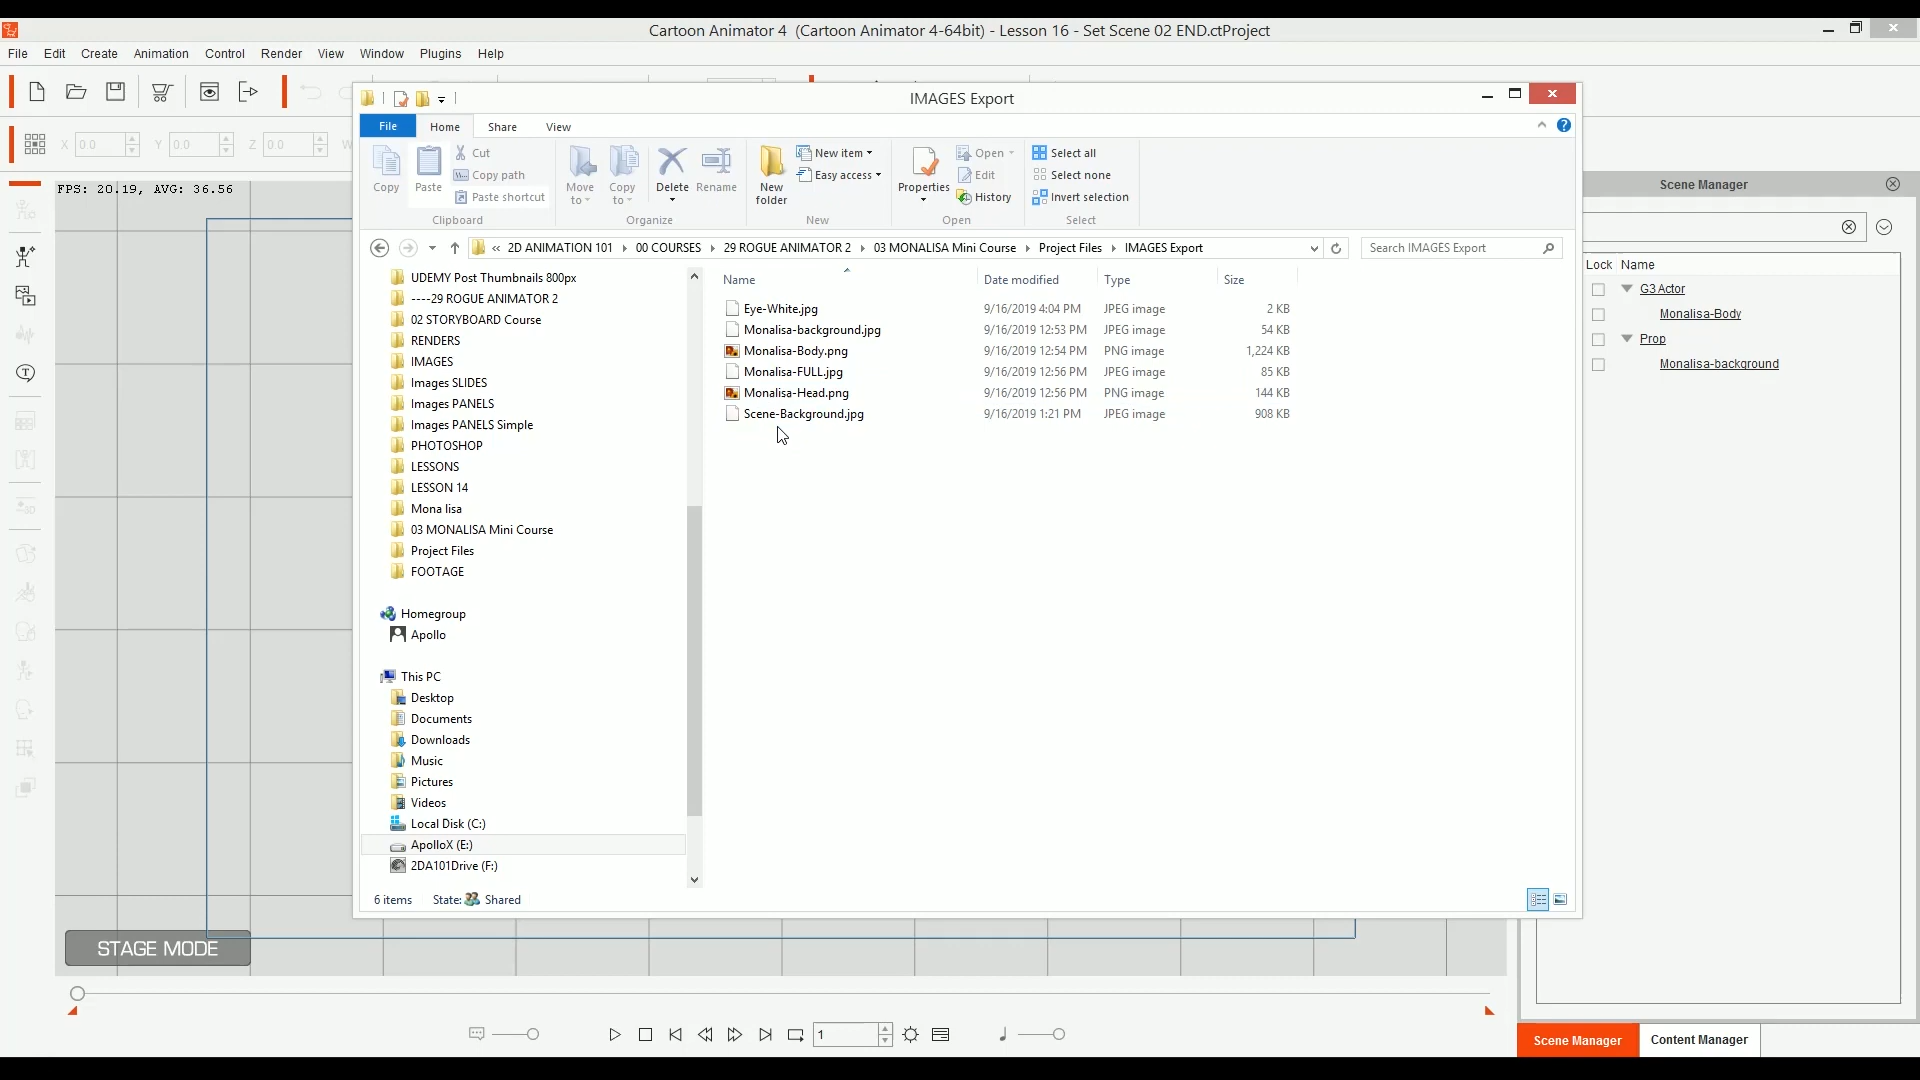 Cartoon Animator 4  (Cartoon Animator 4-64bit) - Lesson 16 - Set Scene 02 END.ctProject
File Edit Create Animation Control Render View Window Plugins Help
X 0.0 Y 0.0 Z 0.0 W
FPS: 20.19, AVG: 36.56
IMAGES Export
File Home Share View
Copy
Paste
Cut
Copy path
Paste shortcut
Clipboard
Move to
Copy to
Delete
Rename
Organize
New folder
New item
Easy access
New
Properties
Open
Edit
History
Open
Select all
Select none
Invert selection
Select
« 2D ANIMATION 101 00 COURSES 29 ROGUE ANIMATOR 2 03 MONALISA Mini Course Project Files IMAGES Export
Search IMAGES Export
UDEMY Post Thumbnails 800px
----29 ROGUE ANIMATOR 2
02 STORYBOARD Course
RENDERS
IMAGES
Images SLIDES
Images PANELS
Images PANELS Simple
PHOTOSHOP
LESSONS
LESSON 14
Mona lisa
03 MONALISA Mini Course
Project Files
FOOTAGE
Homegroup
Apollo
This PC
Desktop
Documents
Downloads
Music
Pictures
Videos
Local Disk (C:)
ApolloX (E:)
2DA101Drive (F:)
Name Date modified Type Size
Eye-White.jpg 9/16/2019 4:04 PM JPEG image 2 KB
Monalisa-background.jpg 9/16/2019 12:53 PM JPEG image 54 KB
Monalisa-Body.png 9/16/2019 12:54 PM PNG image 1,224 KB
Monalisa-FULL.jpg 9/16/2019 12:56 PM JPEG image 85 KB
Monalisa-Head.png 9/16/2019 12:56 PM PNG image 144 KB
Scene-Background.jpg 9/16/2019 1:21 PM JPEG image 908 KB
6 items State: Shared
Scene Manager
Lock Name
G3 Actor
Monalisa-Body
Prop
Monalisa-background
STAGE MODE
1
Scene Manager Content Manager